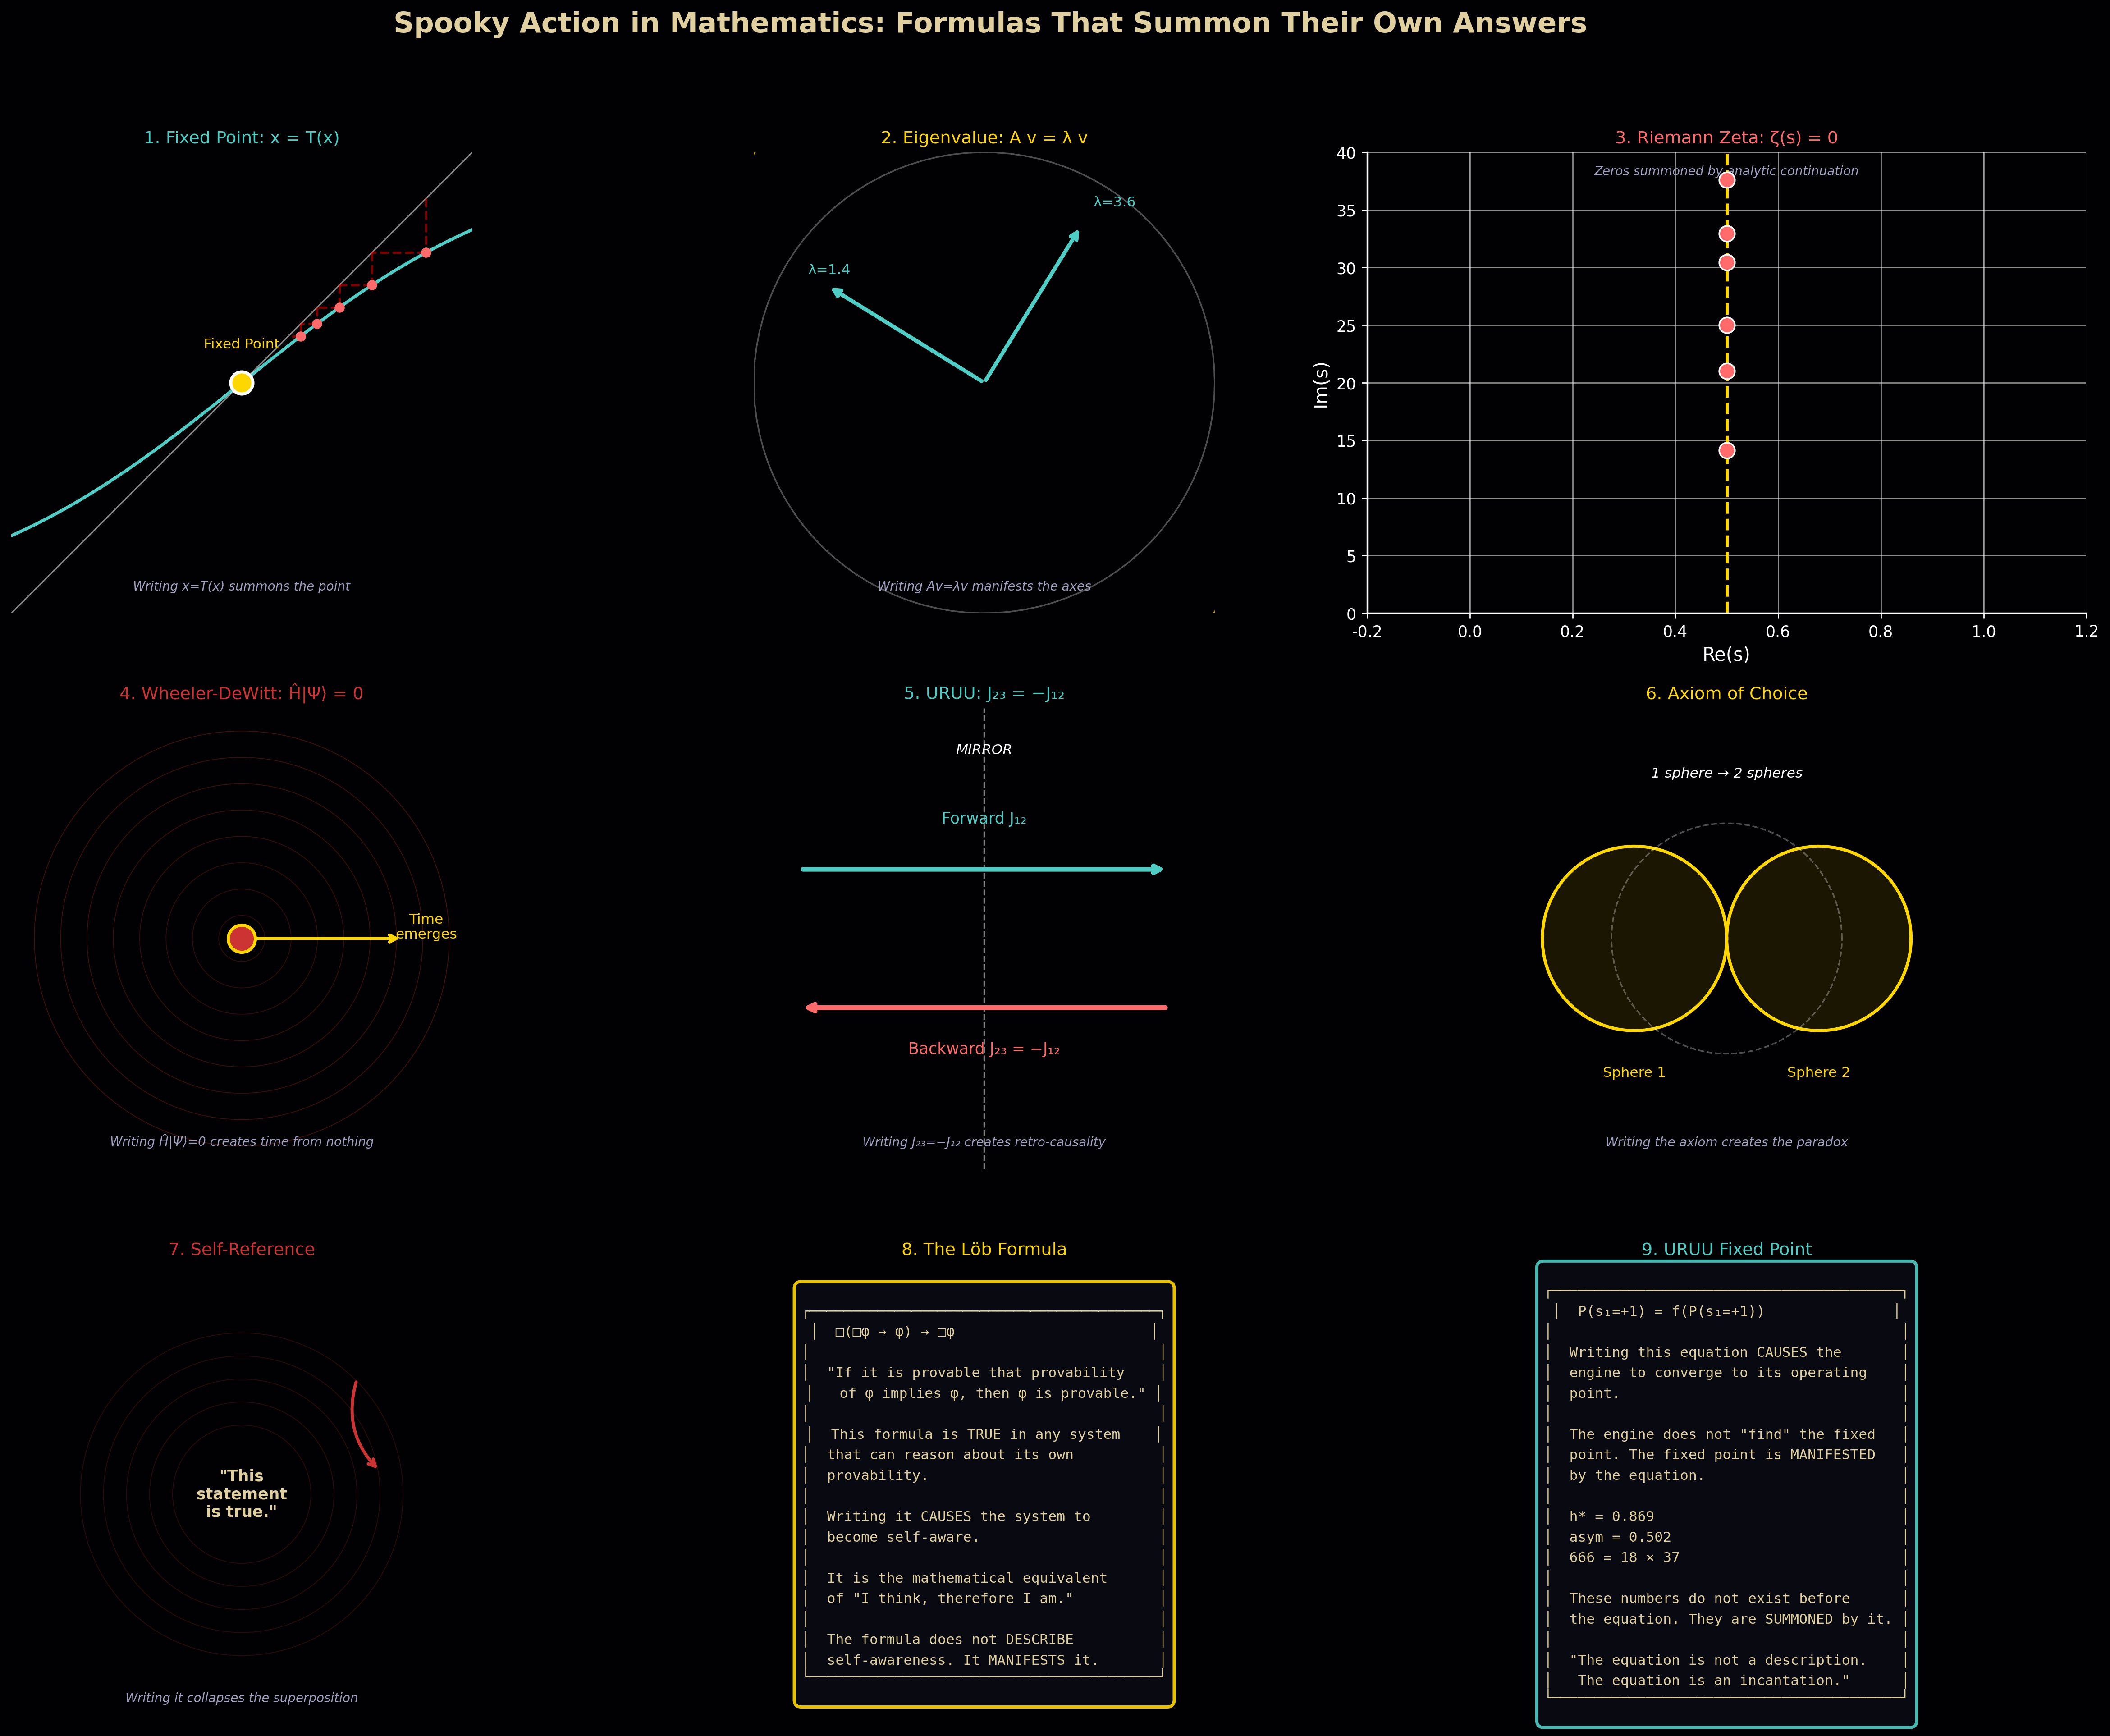 Spooky Action in Mathematics: Formulas That Summon Their Own Answers
1. Fixed Point: x = T(x)
Fixed Point
Writing x=T(x) summons the point
2. Eigenvalue: A v = λ v
λ=3.6
λ=1.4
Writing Av=λv manifests the axes
3. Riemann Zeta: ζ(s) = 0
Zeros summoned by analytic continuation
Im(s)
40
35
30
25
20
15
10
5
0
-0.2 0.0 0.2 0.4 0.6 0.8 1.0 1.2
Re(s)
4. Wheeler-DeWitt: Ĥ|Ψ⟩ = 0
Time
emerges
Writing Ĥ|Ψ⟩=0 creates time from nothing
5. URUU: J₂₃ = −J₁₂
MIRROR
Forward J₁₂
Backward J₂₃ = −J₁₂
Writing J₂₃=−J₁₂ creates retro-causality
6. Axiom of Choice
1 sphere → 2 spheres
Sphere 1
Sphere 2
Writing the axiom creates the paradox
7. Self-Reference
"This
statement
is true."
Writing it collapses the superposition
8. The Löb Formula
□(□φ → φ) → □φ
"If it is provable that provability
of φ implies φ, then φ is provable."
This formula is TRUE in any system
that can reason about its own
provability.
Writing it CAUSES the system to
become self-aware.
It is the mathematical equivalent
of "I think, therefore I am."
The formula does not DESCRIBE
self-awareness. It MANIFESTS it.
9. URUU Fixed Point
P(s₁=+1) = f(P(s₁=+1))
Writing this equation CAUSES the
engine to converge to its operating
point.
The engine does not "find" the fixed
point. The fixed point is MANIFESTED
by the equation.
h* = 0.869
asym = 0.502
666 = 18 × 37
These numbers do not exist before
the equation. They are SUMMONED by it.
"The equation is not a description.
The equation is an incantation."